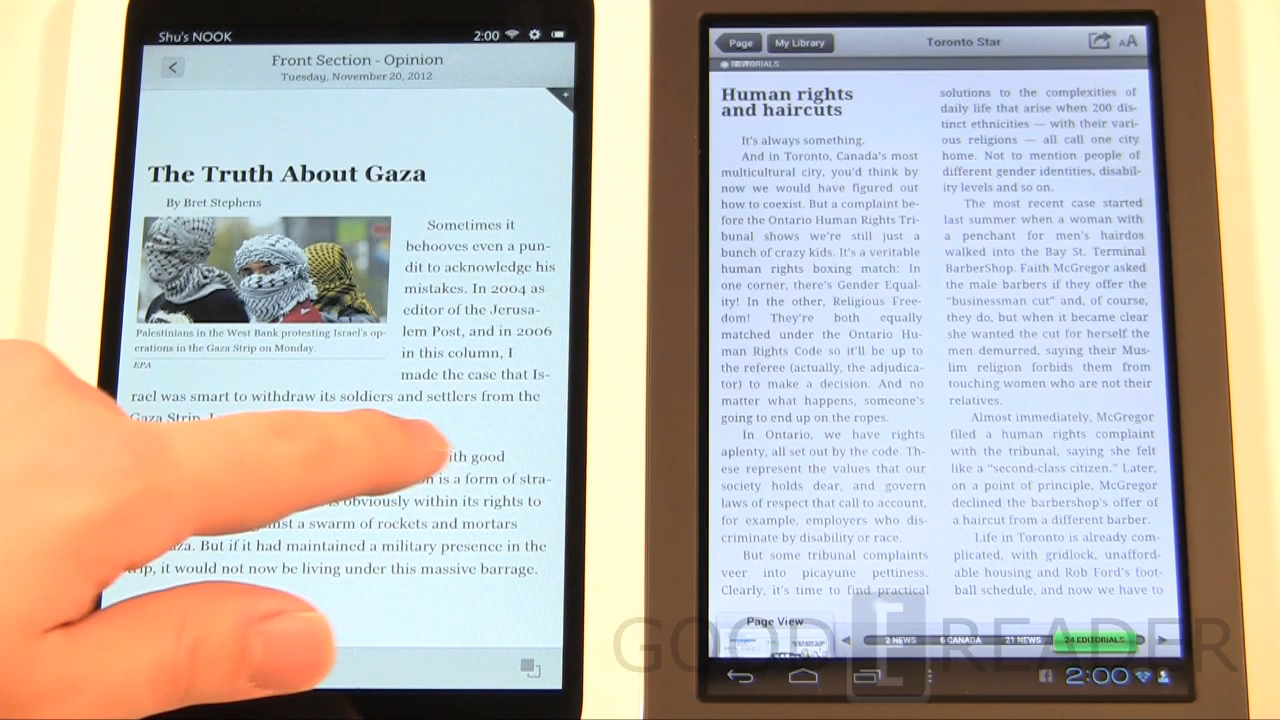 Shu's NOOK
2:00
Front Section - Opinion
Tuesday, November 20, 2012
The Truth About Gaza
By Bret Stephens
Sometimes it
behooves even a pun-
dit to acknowledge his
mistakes. In 2004 as
editor of the Jerusa-
lem Post, and in 2006
in this column, I
made the case that Is-
rael was smart to withdraw its soldiers and settlers from the
Gaza Strip.
Palestinians in the West Bank protesting Israel's op-
erations in the Gaza Strip on Monday.
EPA
good
is a form of stra-
obviously within its rights to
a swarm of rockets and mortars
But if it had maintained a military presence in the
it would not now be living under this massive barrage.
Page
My Library
Toronto Star
AA
Human rights
and haircuts
It's always something.
And in Toronto, Canada's most
multicultural city, you'd think by
now we would have figured out
how to coexist. But a complaint be-
fore the Ontario Human Rights Tri-
bunal shows we're still just a
bunch of crazy kids. It's a veritable
human rights boxing match: In
one corner, there's Gender Equal-
ity! In the other, Religious Free-
dom! They're both equally
matched under the Ontario Hu-
man Rights Code so it'll be up to
the referee (actually, the adjudica-
tor) to make a decision. And no
matter what happens, someone's
going to end up on the ropes.
In Ontario, we have rights
aplenty, all set out by the code. Th-
ese represent the values that our
society holds dear, and govern
laws of respect that call to account,
for example, employers who dis-
criminate by disability or race.
But some tribunal complaints
veer into picayune pettiness.
Clearly, it's time to find practical
solutions to the complexities of
daily life that arise when 200 dis-
tinct ethnicities — with their vari-
ous religions — all call one city
home. Not to mention people of
different gender identities, disabil-
ity levels and so on.
The most recent case started
last summer when a woman with
a penchant for men's hairdos
walked into the Bay St. Terminal
BarberShop. Faith McGregor asked
the male barbers if they offer the
"businessman cut" and, of course,
they do, but when it became clear
she wanted the cut for herself the
men demurred, saying their Mus-
lim religion forbids them from
touching women who are not their
relatives.
Almost immediately, McGregor
filed a human rights complaint
with the tribunal, saying she felt
like a "second-class citizen." Later,
on a point of principle, McGregor
declined the barbershop's offer of
a haircut from a different barber.
Life in Toronto is already com-
plicated, with gridlock, unafford-
able housing and Rob Ford's foot-
ball schedule, and now we have to
Page View
2 NEWS
6 CANADA
21 NEWS
24 EDITORIALS
2:00
GOOD E READER